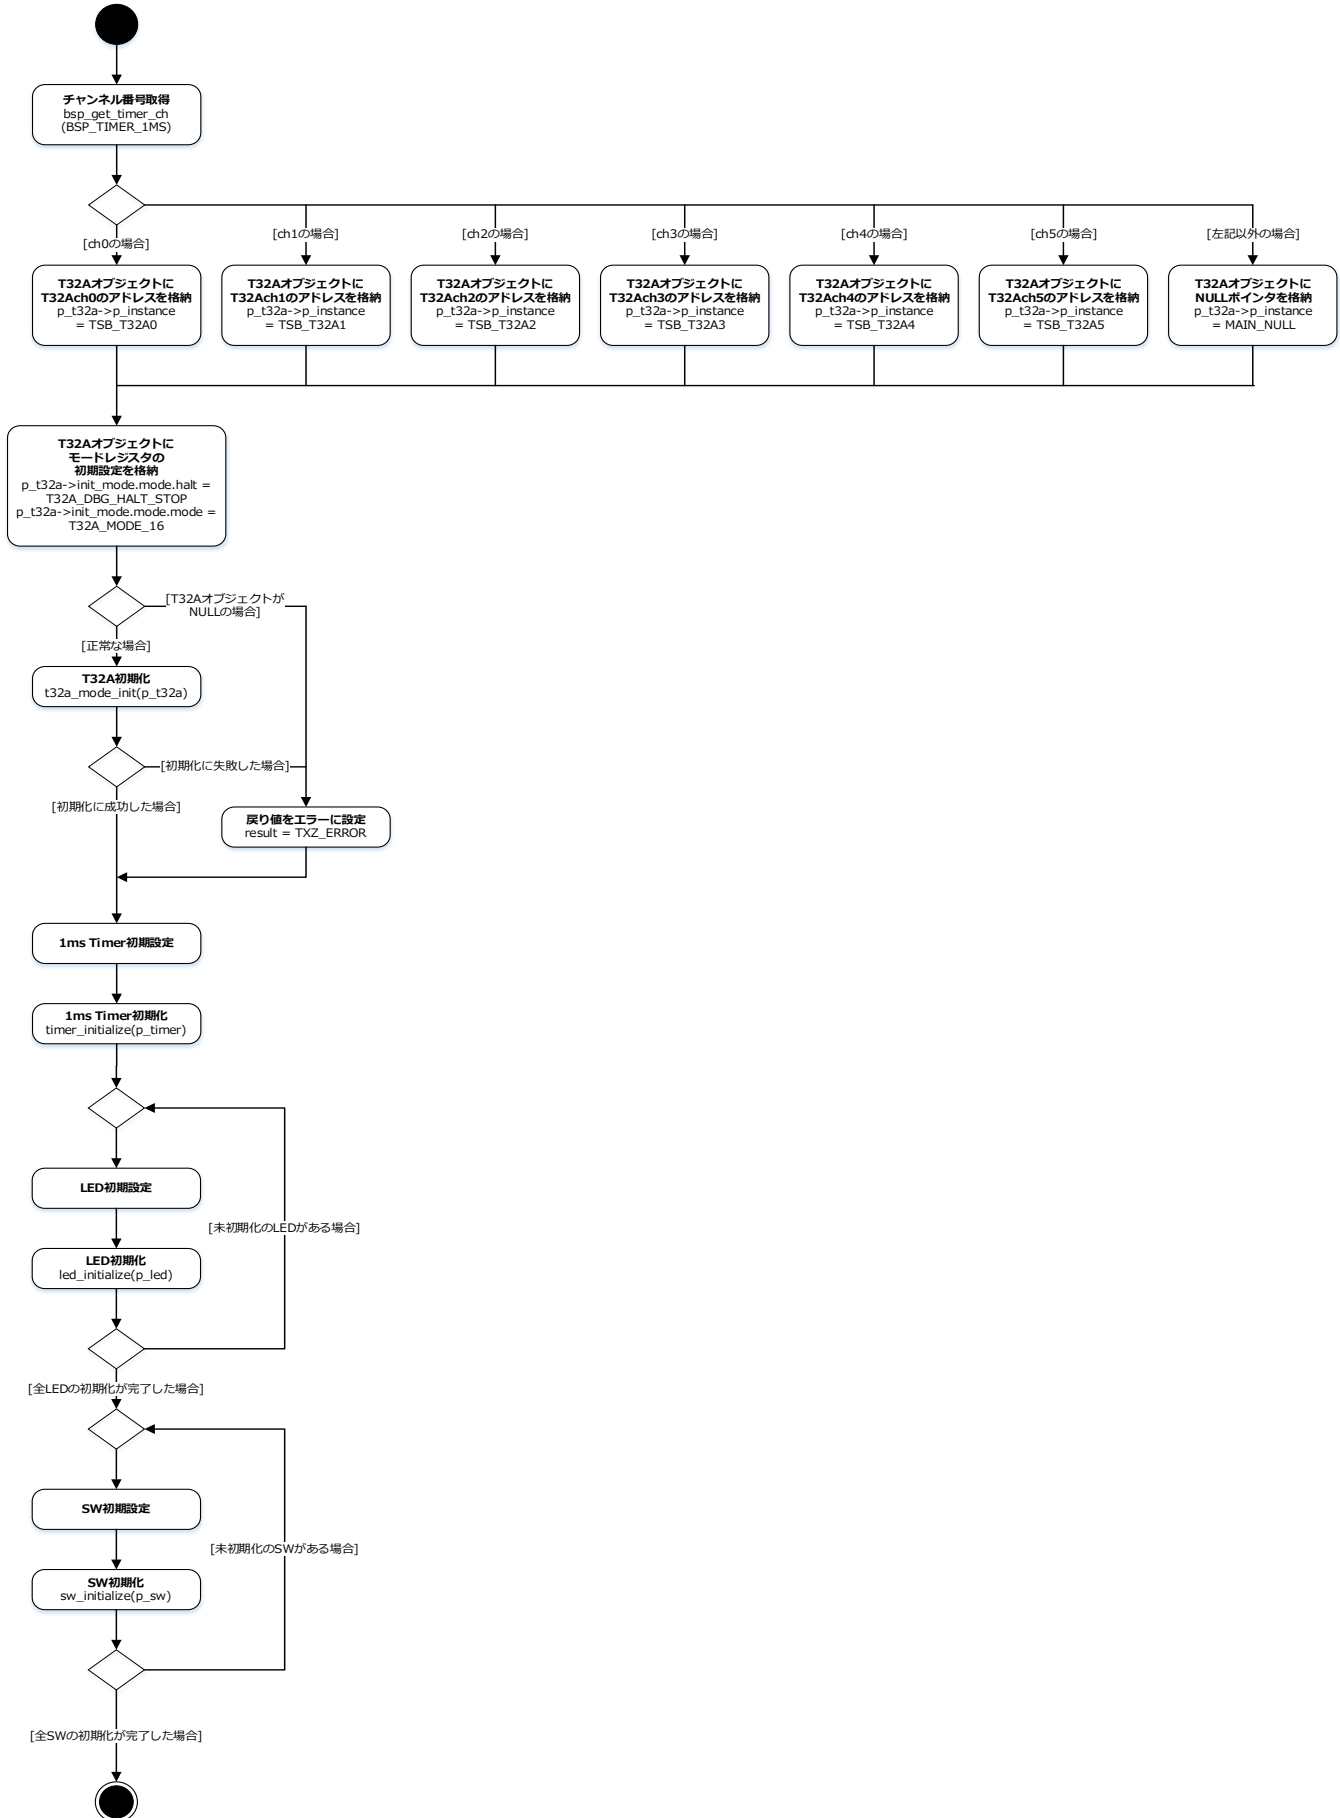 チャンネル番号取得
bsp_get_timer_ch
(BSP_TIMER_1MS)
[ch0の場合]
[ch1の場合]
[ch2の場合]
[ch3の場合]
[ch4の場合]
[ch5の場合]
[左記以外の場合]
T32Aオブジェクトに
T32Ach0のアドレスを格納
p_t32a->p_instance
= TSB_T32A0
T32Aオブジェクトに
T32Ach1のアドレスを格納
p_t32a->p_instance
= TSB_T32A1
T32Aオブジェクトに
T32Ach2のアドレスを格納
p_t32a->p_instance
= TSB_T32A2
T32Aオブジェクトに
T32Ach3のアドレスを格納
p_t32a->p_instance
= TSB_T32A3
T32Aオブジェクトに
T32Ach4のアドレスを格納
p_t32a->p_instance
= TSB_T32A4
T32Aオブジェクトに
T32Ach5のアドレスを格納
p_t32a->p_instance
= TSB_T32A5
T32Aオブジェクトに
NULLポインタを格納
p_t32a->p_instance
= MAIN_NULL
T32Aオブジェクトに
モードレジスタの
初期設定を格納
p_t32a->init_mode.mode.halt =
T32A_DBG_HALT_STOP
p_t32a->init_mode.mode.mode =
T32A_MODE_16
[T32Aオブジェクトが
NULLの場合]
[正常な場合]
T32A初期化
t32a_mode_init(p_t32a)
[初期化に失敗した場合]
[初期化に成功した場合]
戻り値をエラーに設定
result = TXZ_ERROR
1ms Timer初期設定
1ms Timer初期化
timer_initialize(p_timer)
LED初期設定
[未初期化のLEDがある場合]
LED初期化
led_initialize(p_led)
[全LEDの初期化が完了した場合]
SW初期設定
[未初期化のSWがある場合]
SW初期化
sw_initialize(p_sw)
[全SWの初期化が完了した場合]